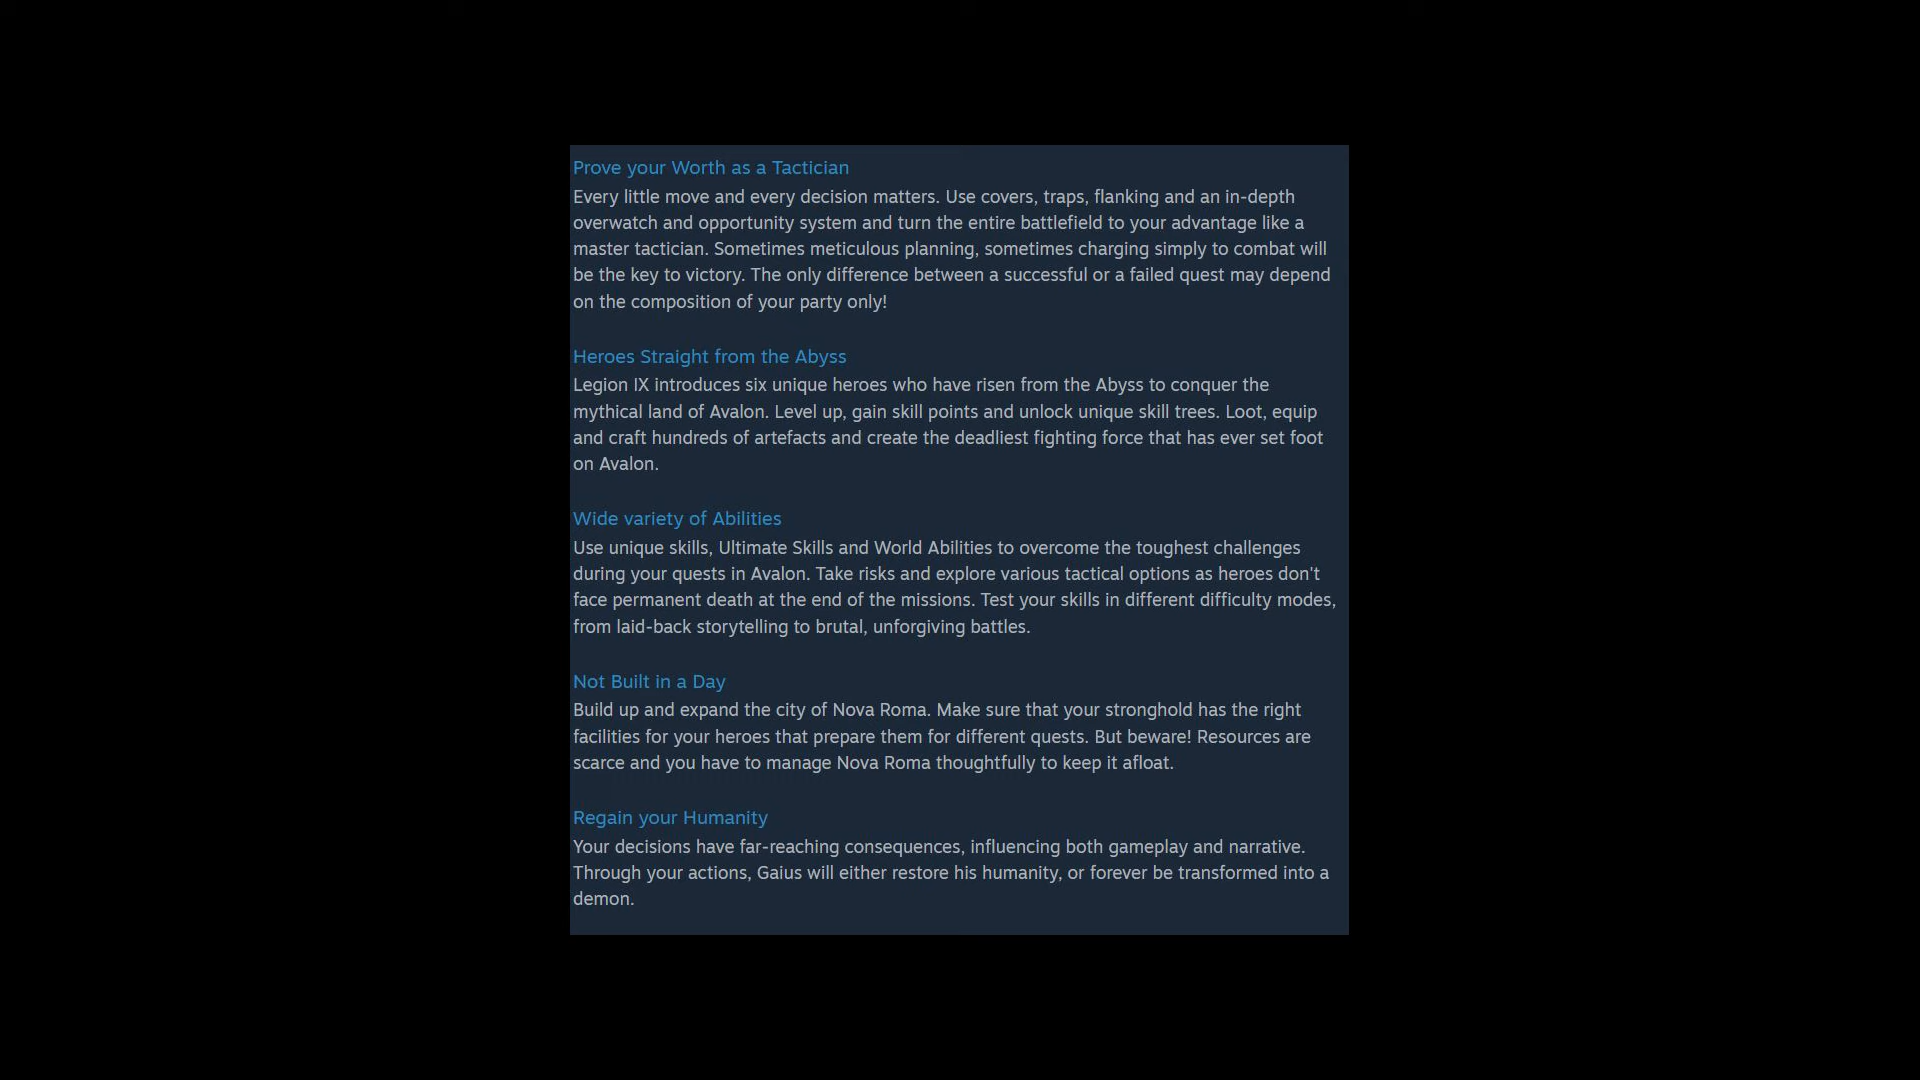 Prove your Worth as a Tactician
Every little move and every decision matters. Use covers, traps, flanking and an in-depth
overwatch and opportunity system and turn the entire battlefield to your advantage like a
master tactician. Sometimes meticulous planning, sometimes charging simply to combat will
be the key to victory. The only difference between a successful or a failed quest may depend
on the composition of your party only!
Heroes Straight from the Abyss
Legion IX introduces six unique heroes who have risen from the Abyss to conquer the
mythical land of Avalon. Level up, gain skill points and unlock unique skill trees. Loot, equip
and craft hundreds of artefacts and create the deadliest fighting force that has ever set foot
on Avalon.
Wide variety of Abilities
Use unique skills, Ultimate Skills and World Abilities to overcome the toughest challenges
during your quests in Avalon. Take risks and explore various tactical options as heroes don't
face permanent death at the end of the missions. Test your skills in different difficulty modes,
from laid-back storytelling to brutal, unforgiving battles.
Not Built in a Day
Build up and expand the city of Nova Roma. Make sure that your stronghold has the right
facilities for your heroes that prepare them for different quests. But beware! Resources are
scarce and you have to manage Nova Roma thoughtfully to keep it afloat.
Regain your Humanity
Your decisions have far-reaching consequences, influencing both gameplay and narrative.
Through your actions, Gaius will either restore his humanity, or forever be transformed into a
demon.